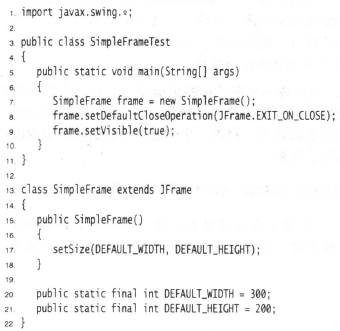 1. import javax.swing.*;
2.
3. public class SimpleFrameTest
4. {
5.    public static void main(String[] args)
6.    {
7.       SimpleFrame frame = new SimpleFrame();
8.       frame.setDefaultCloseOperation(JFrame.EXIT_ON_CLOSE);
9.       frame.setVisible(true);
10.    }
11. }
12.
13. class SimpleFrame extends JFrame
14. {
15.    public SimpleFrame()
16.    {
17.       setSize(DEFAULT_WIDTH, DEFAULT_HEIGHT);
18.    }
19.
20.    public static final int DEFAULT_WIDTH = 300;
21.    public static final int DEFAULT_HEIGHT = 200;
22. }